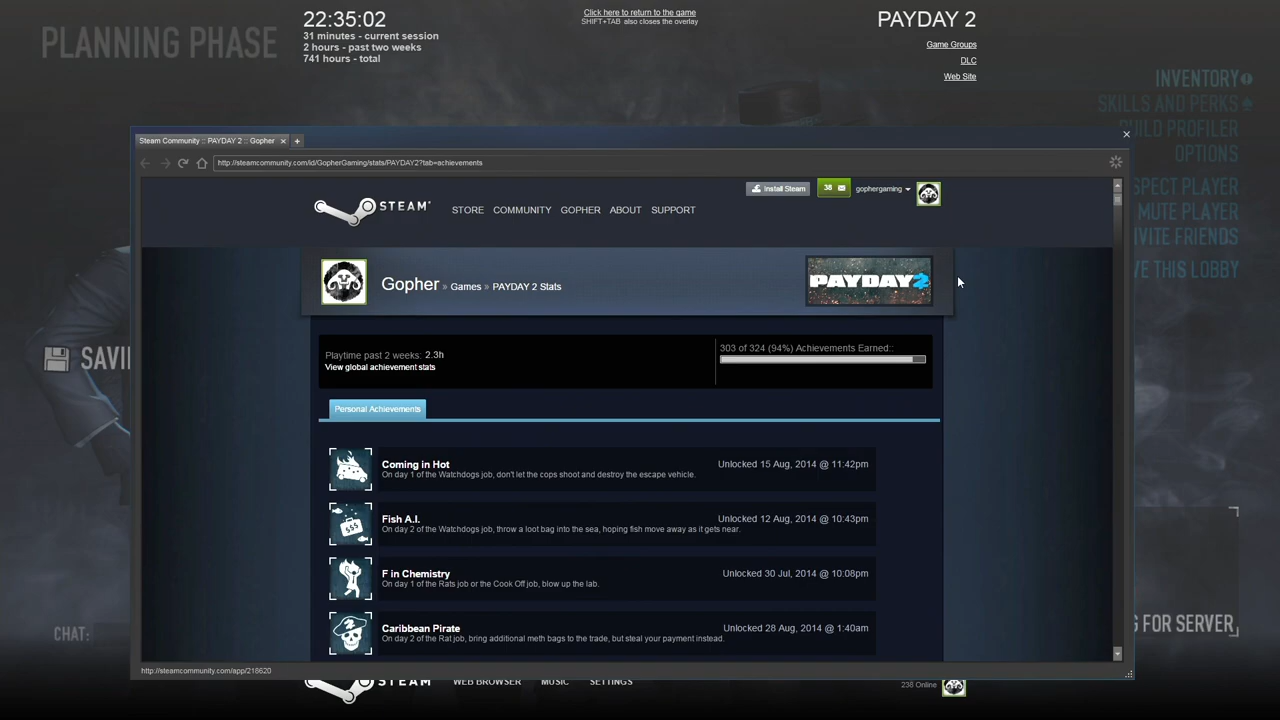 PLANNING PHASE
22:35:02
31 minutes - current session
2 hours - past two weeks
741 hours - total
Click here to return to the game
SHIFT+TAB also closes the overlay
PAYDAY 2
Game Groups
DLC
Web Site
INVENTORY
SKILLS AND PERKS
BUILD PROFILER
OPTIONS
SPECT PLAYER
MUTE PLAYER
VITE FRIENDS
VE THIS LOBBY
Steam Community :: PAYDAY 2 :: Gopher
http://steamcommunity.com/id/GopherGaming/stats/PAYDAY2?tab=achievements
Install Steam
38
gophergaming
STEAM
STORE COMMUNITY GOPHER ABOUT SUPPORT
Gopher » Games » PAYDAY 2 Stats
PAYDAY 2
Playtime past 2 weeks: 2.3h
View global achievement stats
303 of 324 (94%) Achievements Earned::
SAVI
Personal Achievements
Coming in Hot
On day 1 of the Watchdogs job, don't let the cops shoot and destroy the escape vehicle.
Unlocked 15 Aug, 2014 @ 11:42pm
Fish A.I.
On day 2 of the Watchdogs job, throw a loot bag into the sea, hoping fish move away as it gets near.
Unlocked 12 Aug, 2014 @ 10:43pm
F in Chemistry
On day 1 of the Rats job or the Cook Off job, blow up the lab.
Unlocked 30 Jul, 2014 @ 10:08pm
Caribbean Pirate
On day 2 of the Rat job, bring additional meth bags to the trade, but steal your payment instead.
Unlocked 28 Aug, 2014 @ 1:40am
CHAT:
G FOR SERVER
http://steamcommunity.com/app/218620
STEAM
WEB BROWSER MUSIC SETTINGS
238 Online